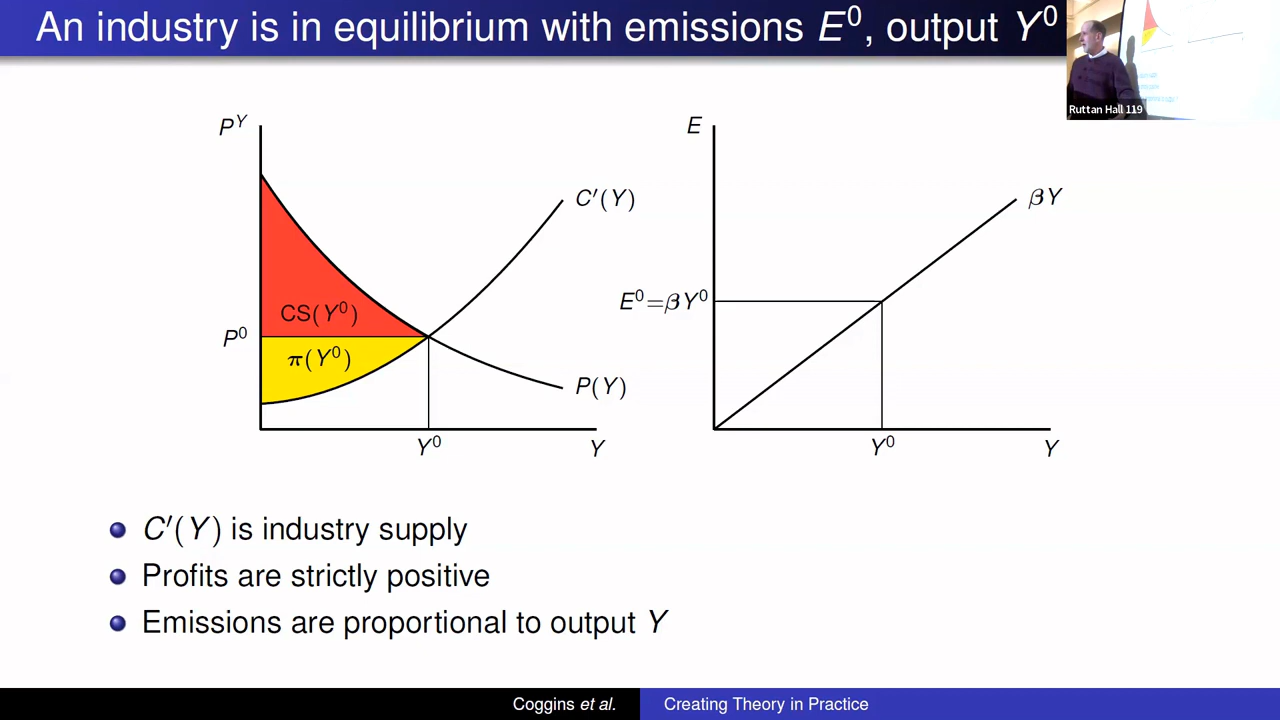 An industry is in equilibrium with emissions E⁰, output Y⁰
Ruttan Hall 119
P^Y
C′(Y)
CS(Y⁰)
P⁰
π(Y⁰)
P(Y)
Y⁰
Y
E
βY
E⁰=βY⁰
Y⁰
Y
C′(Y) is industry supply
Profits are strictly positive
Emissions are proportional to output Y
Coggins et al.
Creating Theory in Practice